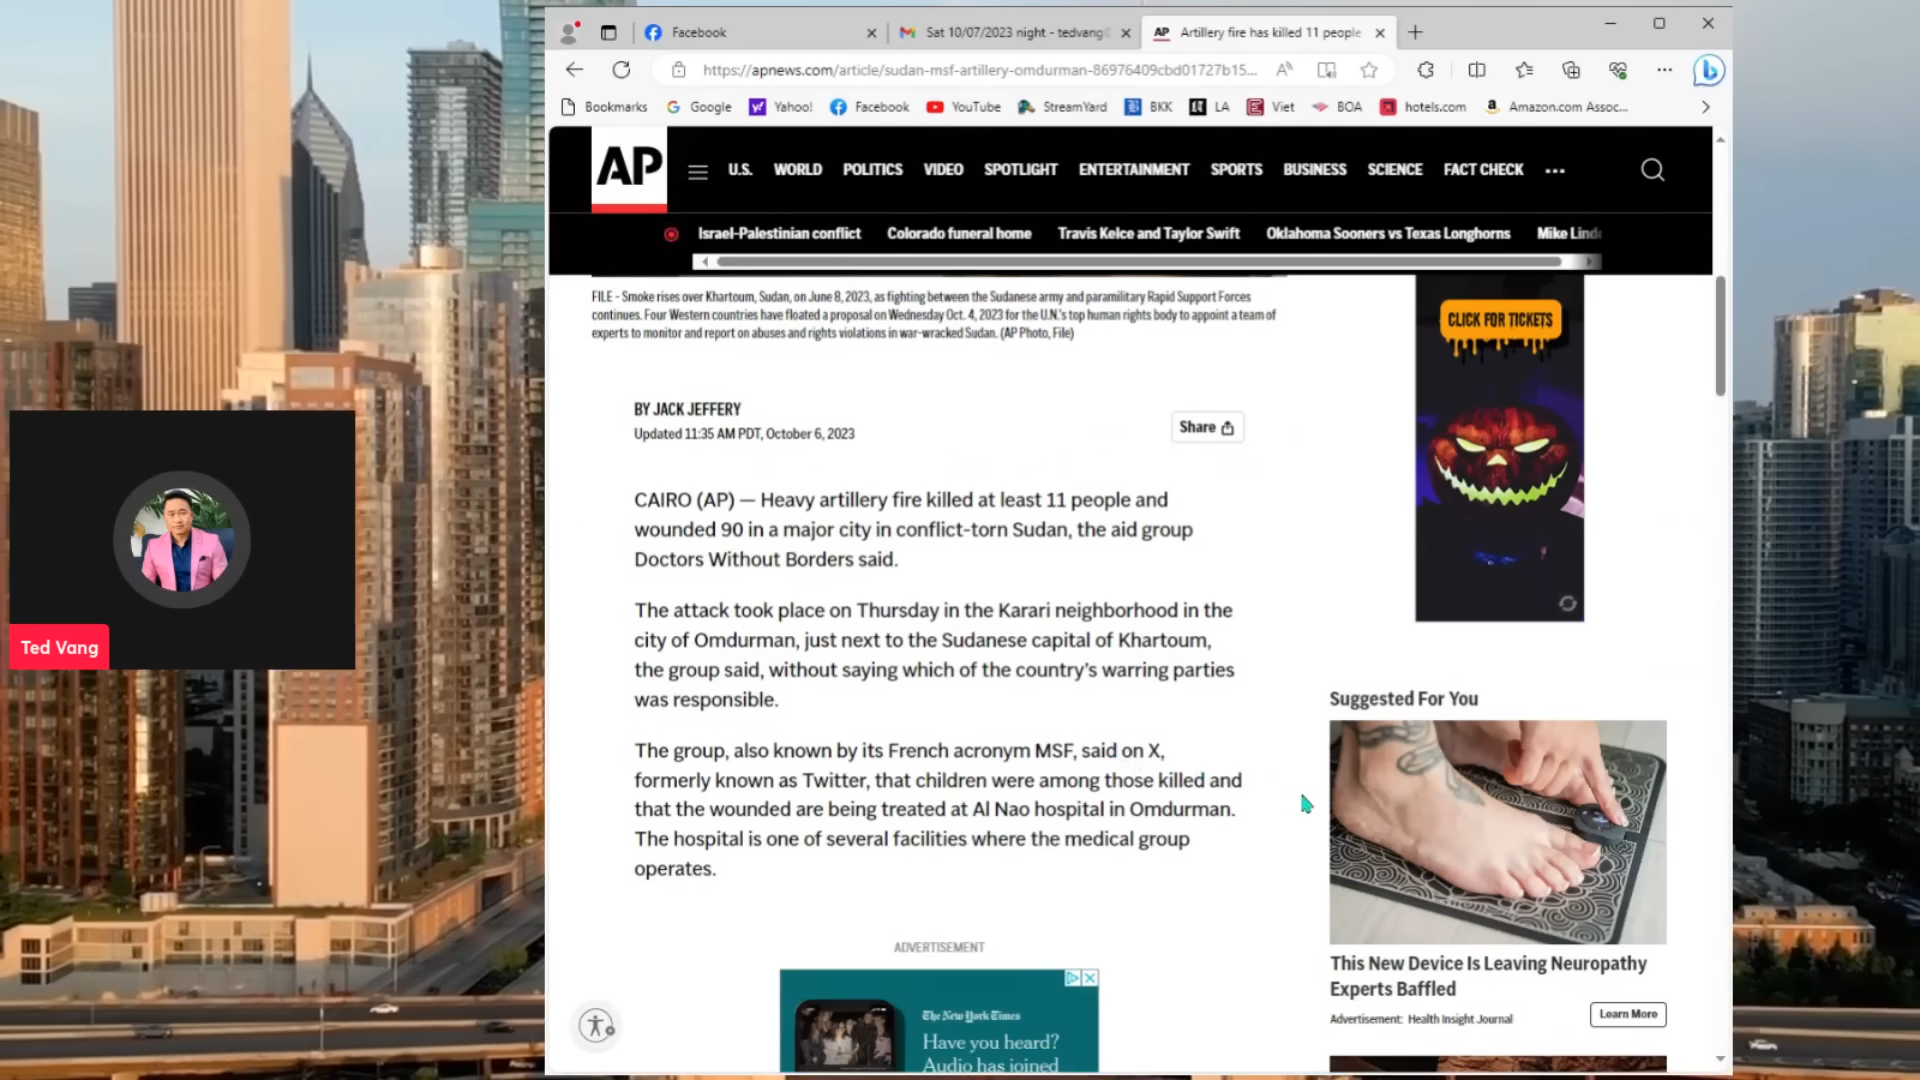 Facebook
Sat 10/07/2023 night - tedvang
Artillery fire has killed 11 people
https://apnews.com/article/sudan-msf-artillery-omdurman-86976409cbd01727b15...
Bookmarks
Google
Yahoo!
Facebook
YouTube
StreamYard
BKK
LA
Viet
BOA
hotels.com
Amazon.com Assoc...
AP
U.S.
WORLD
POLITICS
VIDEO
SPOTLIGHT
ENTERTAINMENT
SPORTS
BUSINESS
SCIENCE
FACT CHECK
Israel-Palestinian conflict
Colorado funeral home
Travis Kelce and Taylor Swift
Oklahoma Sooners vs Texas Longhorns
Mike Lind
FILE - Smoke rises over Khartoum, Sudan, on June 8, 2023, as fighting between the Sudanese army and paramilitary Rapid Support Forces
continues. Four Western countries have floated a proposal on Wednesday Oct. 4, 2023 for the U.N.'s top human rights body to appoint a team of
experts to monitor and report on abuses and rights violations in war-wracked Sudan. (AP Photo, File)
BY JACK JEFFERY
Updated 11:35 AM PDT, October 6, 2023
Share
CAIRO (AP) — Heavy artillery fire killed at least 11 people and
wounded 90 in a major city in conflict-torn Sudan, the aid group
Doctors Without Borders said.
The attack took place on Thursday in the Karari neighborhood in the
city of Omdurman, just next to the Sudanese capital of Khartoum,
the group said, without saying which of the country's warring parties
was responsible.
The group, also known by its French acronym MSF, said on X,
formerly known as Twitter, that children were among those killed and
that the wounded are being treated at Al Nao hospital in Omdurman.
The hospital is one of several facilities where the medical group
operates.
ADVERTISEMENT
The New York Times
Have you heard?
Audio has joined
CLICK FOR TICKETS
Suggested For You
This New Device Is Leaving Neuropathy
Experts Baffled
Advertisement: Health Insight Journal
Learn More
Ted Vang